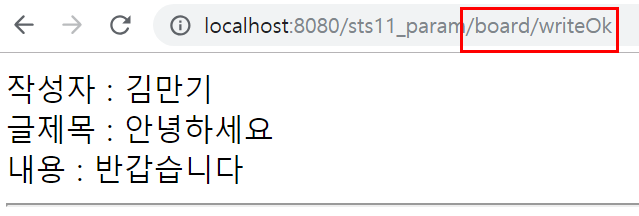 localhost:8080/sts11_param/board/writeOk
작성자 : 김만기
글제목 : 안녕하세요
내용 : 반갑습니다